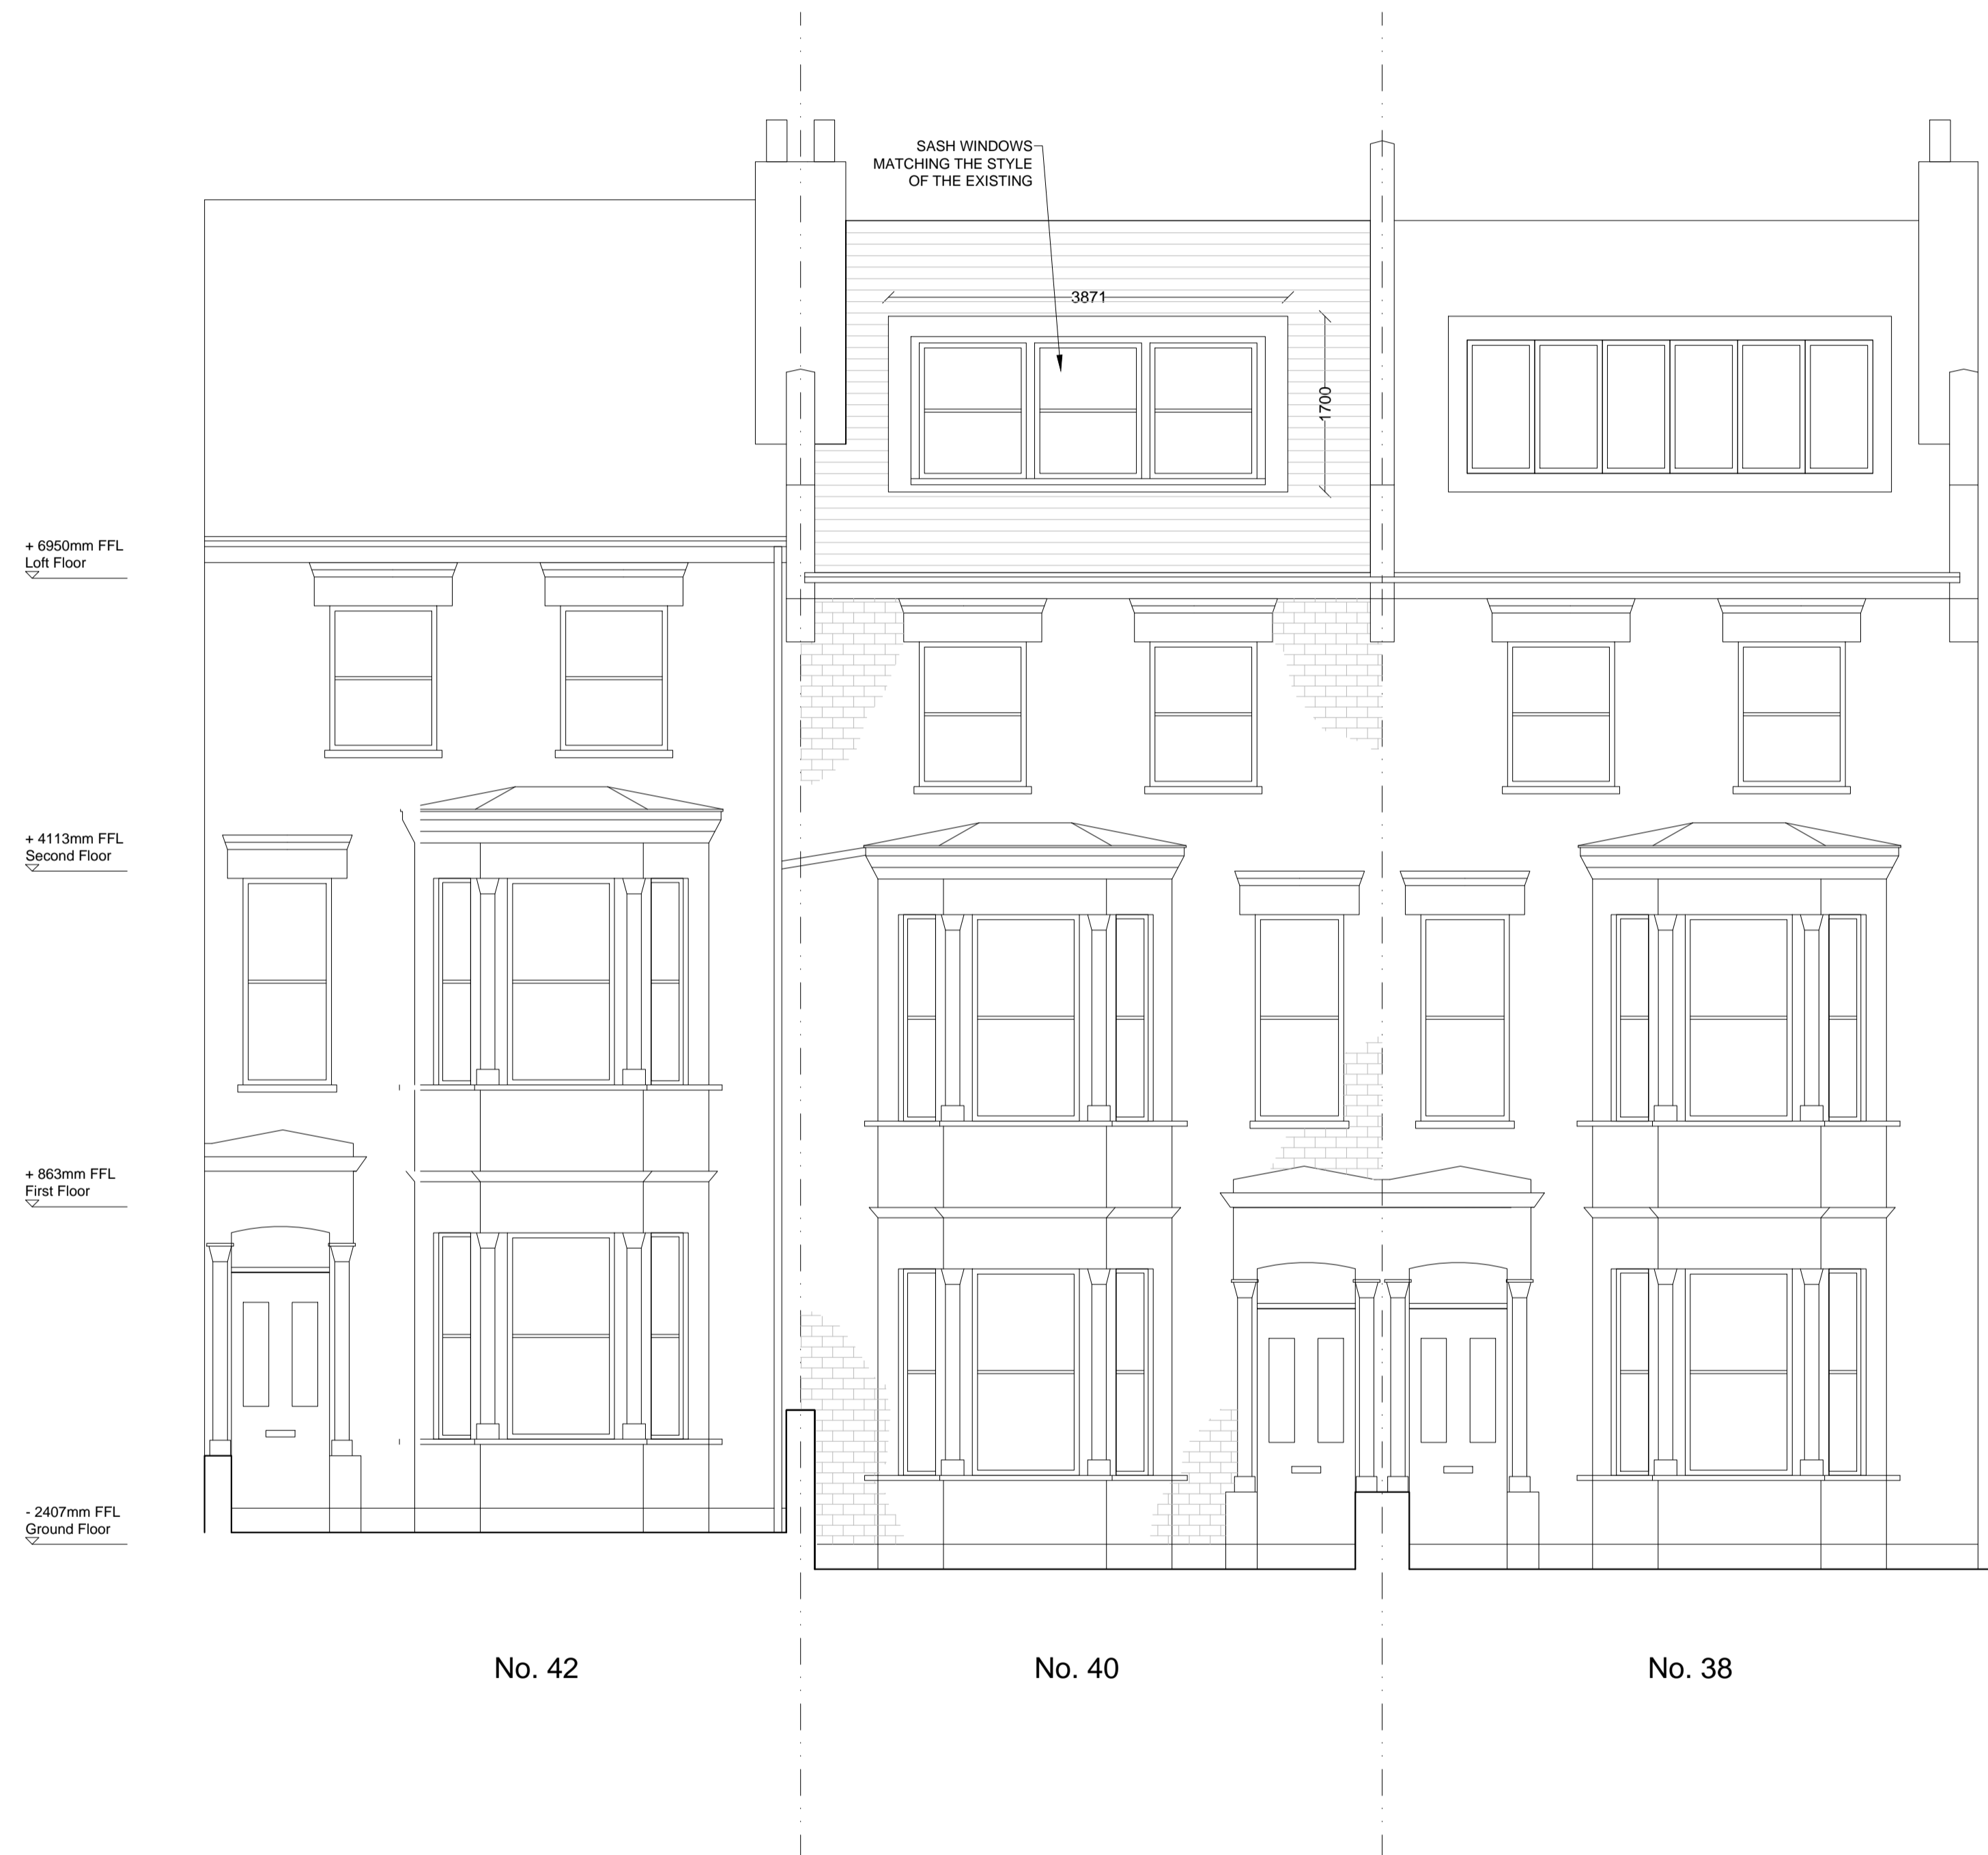 SASH WINDOWS
MATCHING THE STYLE
OF THE EXISTING
3871
1700
+ 6950mm FFL
Loft Floor
+ 4113mm FFL
Second Floor
+ 863mm FFL
First Floor
- 2407mm FFL
Ground Floor
No. 42
No. 40
No. 38